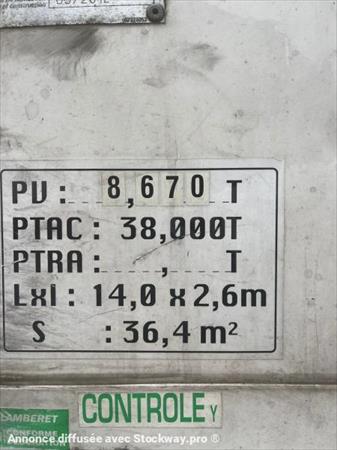 PV : 8,670 T
PTAC : 38,000T
PTRA : , T
Lxl : 14,0 x 2,6m
S : 36,4 m²
CONTROLE Y
LAMBERET
CONFORME
Annonce diffusée avec Stockway.pro ®